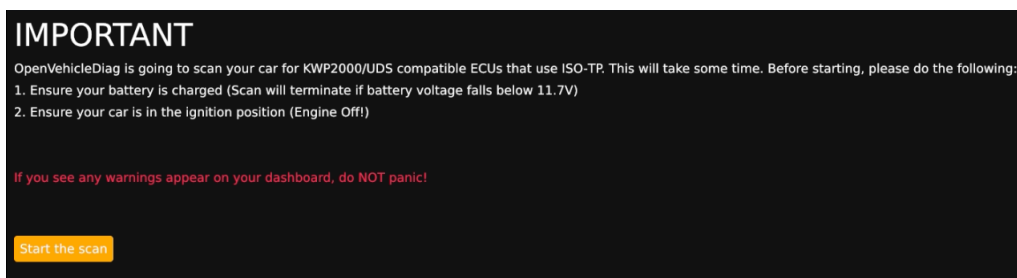 IMPORTANT
OpenVehicleDiag is going to scan your car for KWP2000/UDS compatible ECUs that use ISO-TP. This will take some time. Before starting, please do the following:
1. Ensure your battery is charged (Scan will terminate if battery voltage falls below 11.7V)
2. Ensure your car is in the ignition position (Engine Off!)
If you see any warnings appear on your dashboard, do NOT panic!
Start the scan